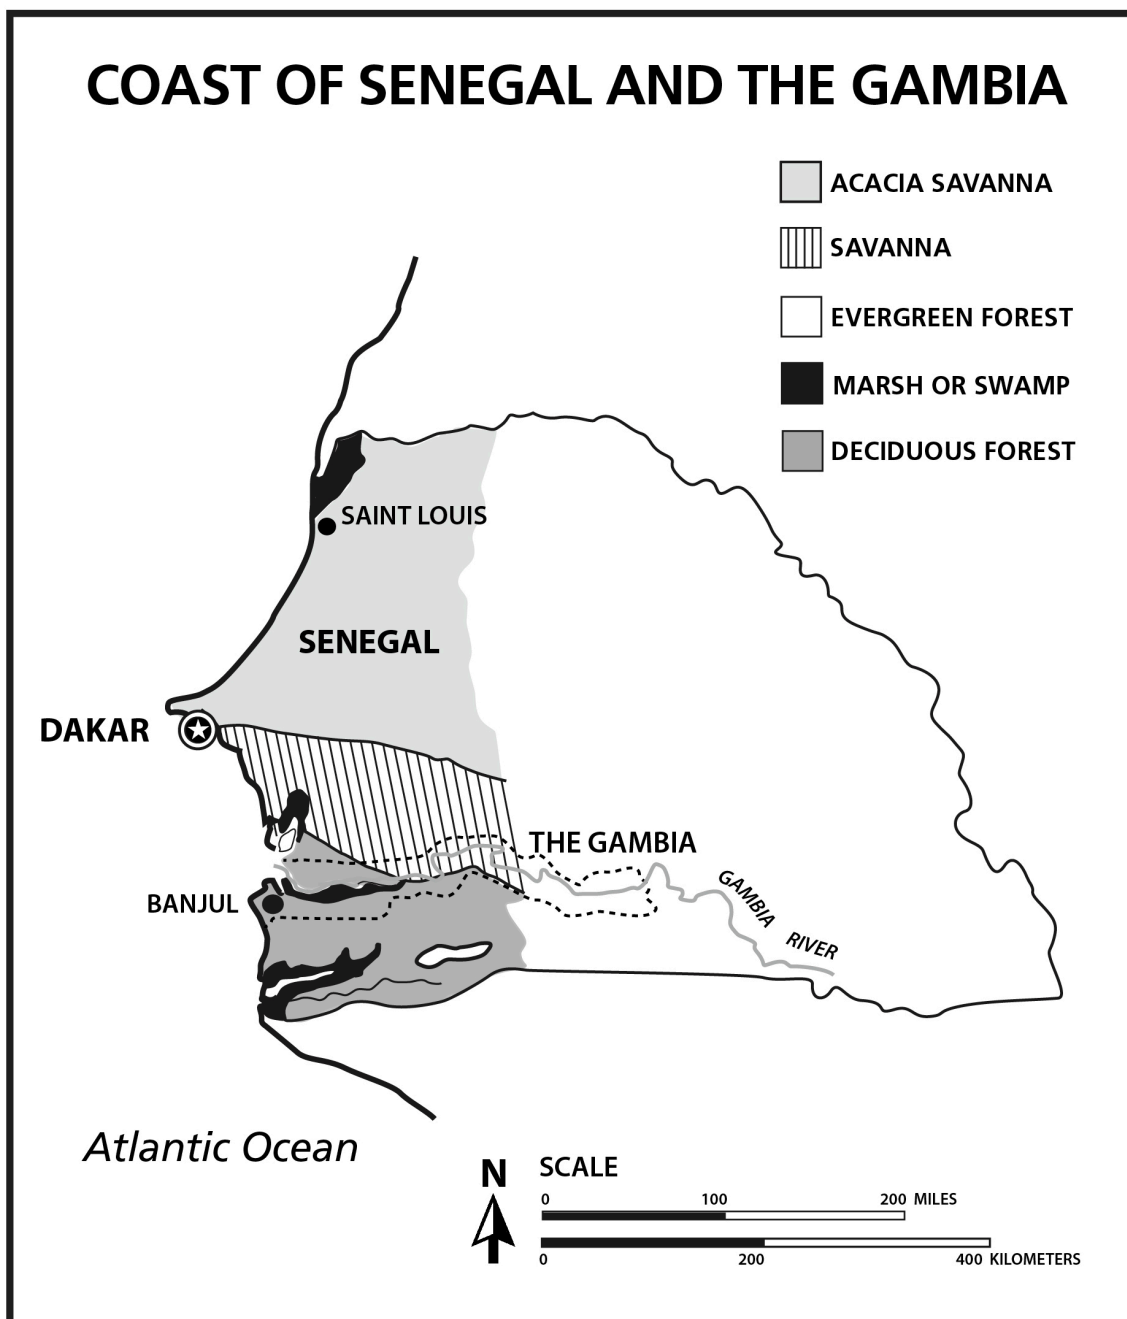 COAST OF SENEGAL AND THE GAMBIA
ACACIA SAVANNA
SAVANNA
EVERGREEN FOREST
MARSH OR SWAMP
DECIDUOUS FOREST
SAINT LOUIS
SENEGAL
DAKAR
THE GAMBIA
GAMBIA RIVER
BANJUL
Atlantic Ocean
N
SCALE
0 100 200 MILES
0 200 400 KILOMETERS